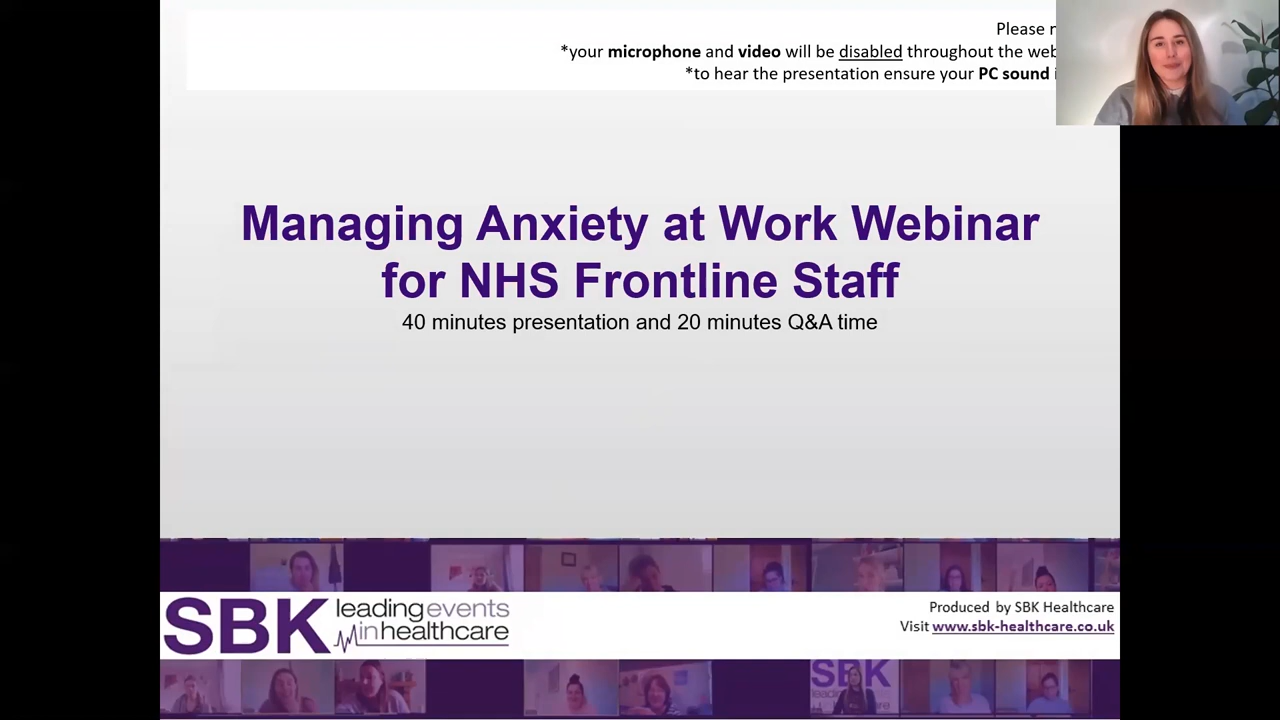 Please
*your microphone and video will be disabled throughout the
*to hear the presentation ensure your PC sound
Managing Anxiety at Work Webinar
for NHS Frontline Staff
40 minutes presentation and 20 minutes Q&A time
SBK leading events
in healthcare
Produced by SBK Healthcare
Visit www.sbk-healthcare.co.uk
SBK